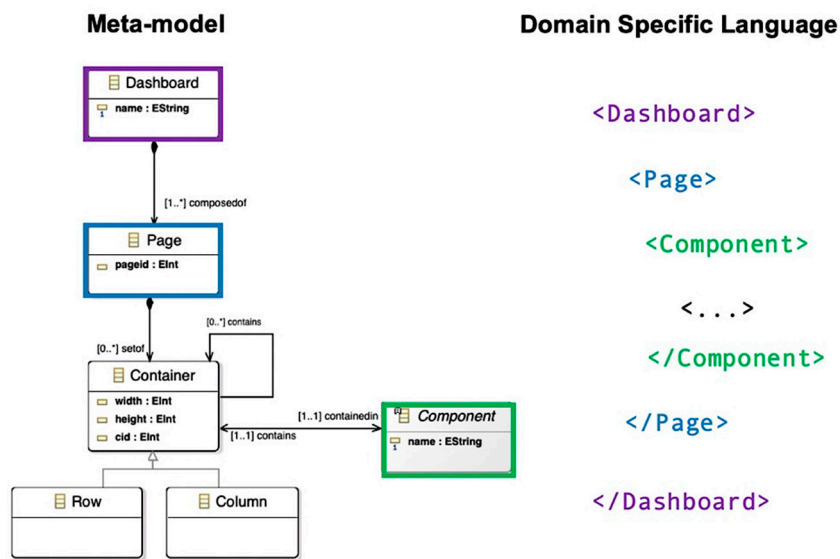 Meta-model
Domain Specific Language
Dashboard
name : EString
[1..*] composedof
Page
pageid : EInt
[0..*] contains
[0..*] setof
Container
width : EInt
height : EInt
cid : EInt
[1..1] containedin
[1..1] contains
Component
name : EString
Row
Column
<Dashboard>
<Page>
<Component>
<...>
</Component>
</Page>
</Dashboard>